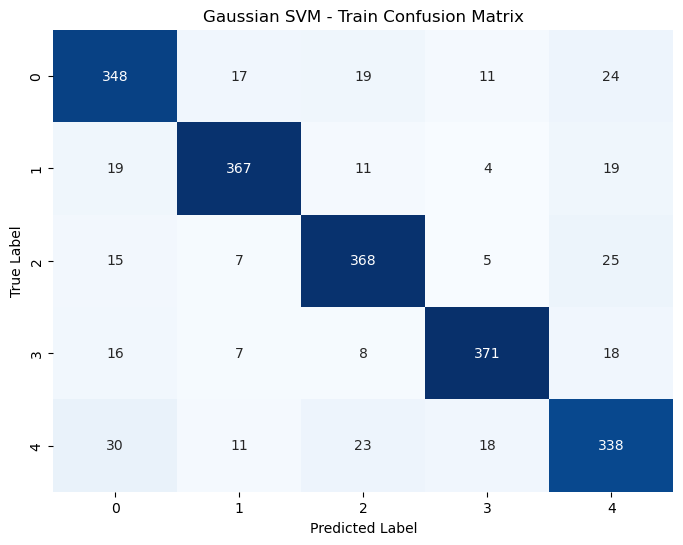 Gaussian SVM - Train Confusion Matrix
0 348 17 19 11 24
1 19 367 11 4 19
2 15 7 368 5 25
3 16 7 8 371 18
4 30 11 23 18 338
0 1 2 3 4
True Label
Predicted Label